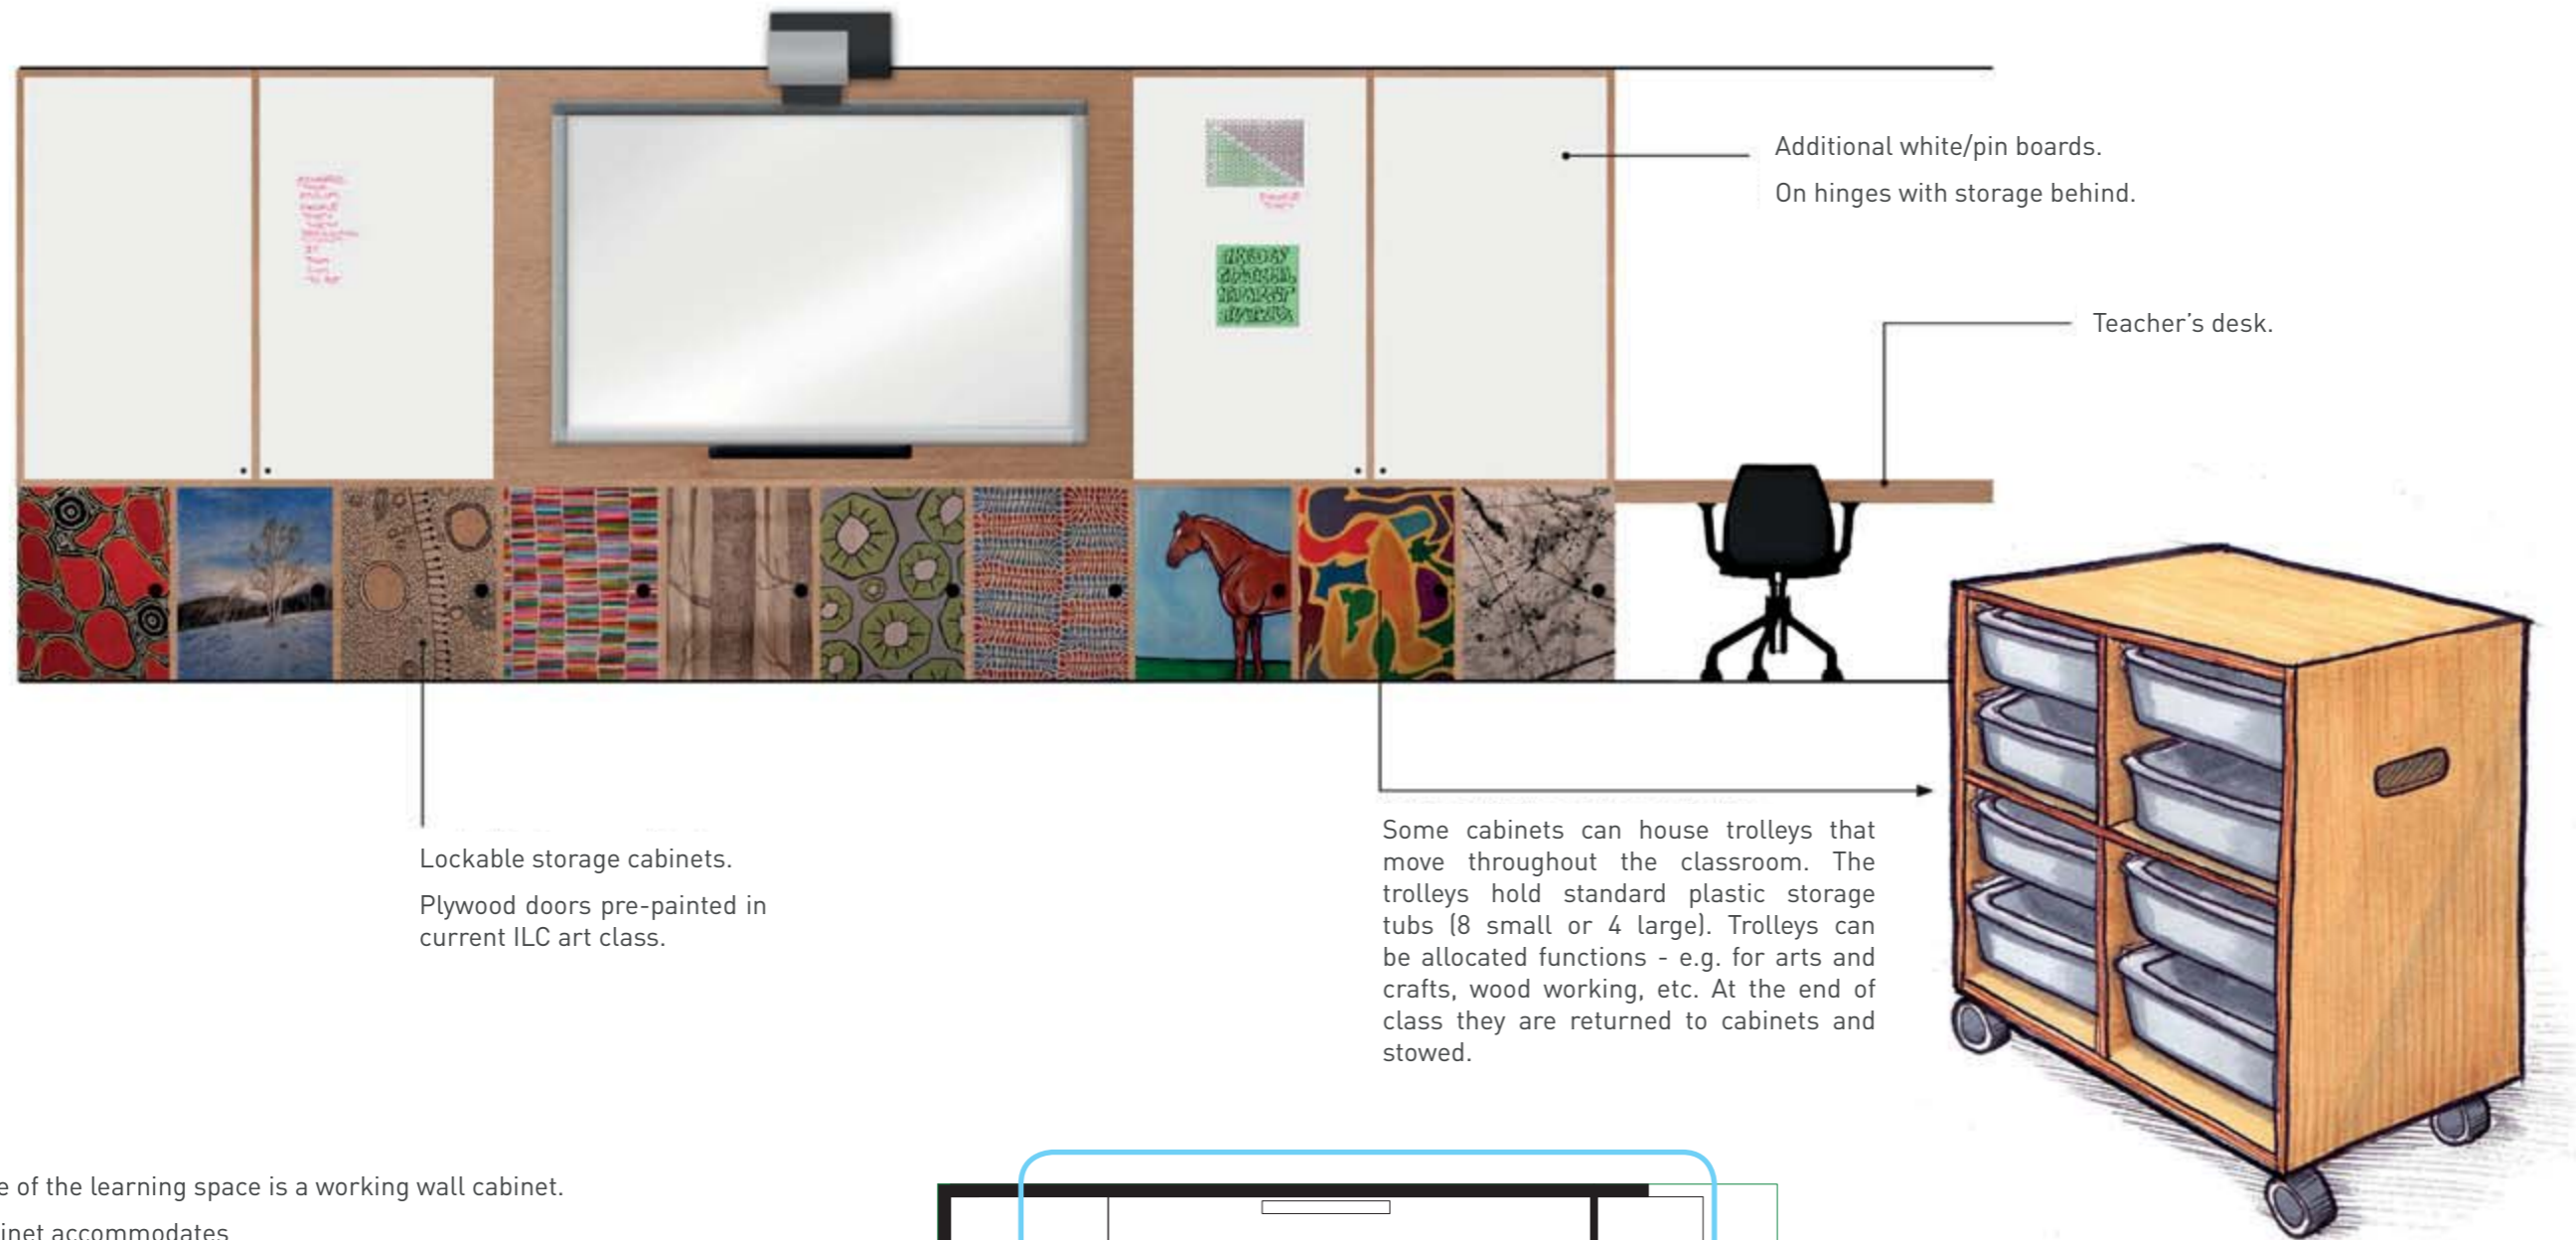 Additional white/pin boards.
On hinges with storage behind.
Teacher's desk.
Lockable storage cabinets.
Plywood doors pre-painted in
current ILC art class.
Some cabinets can house trolleys that
move throughout the classroom. The
trolleys hold standard plastic storage
tubs (8 small or 4 large). Trolleys can
be allocated functions - e.g. for arts and
crafts, wood working, etc. At the end of
class they are returned to cabinets and
stowed.
of the learning space is a working wall cabinet.
accommodates